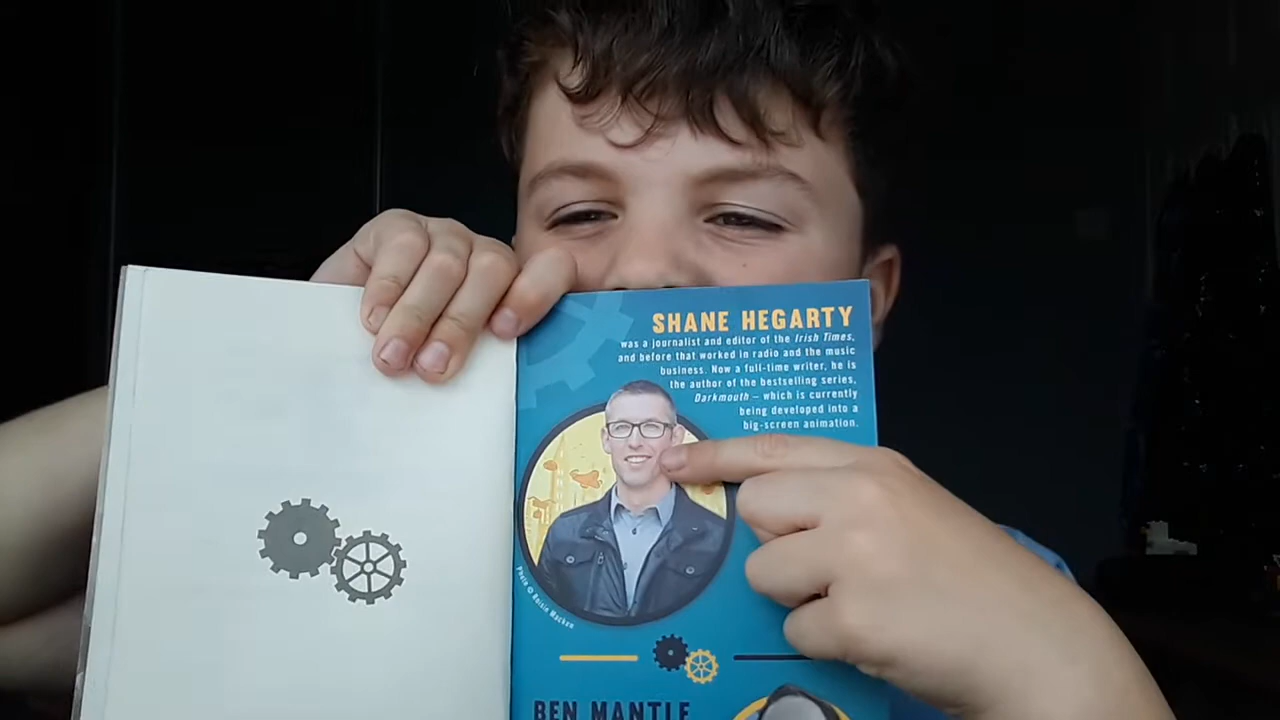 SHANE HEGARTY
was a journalist and editor of the Irish Times,
and before that worked in radio and the music
business. Now a full-time writer, he is
the author of the bestselling series,
Darkmouth – which is currently
being developed into a
big-screen animation.
Photo © Roisin Macken
BEN MANTLE